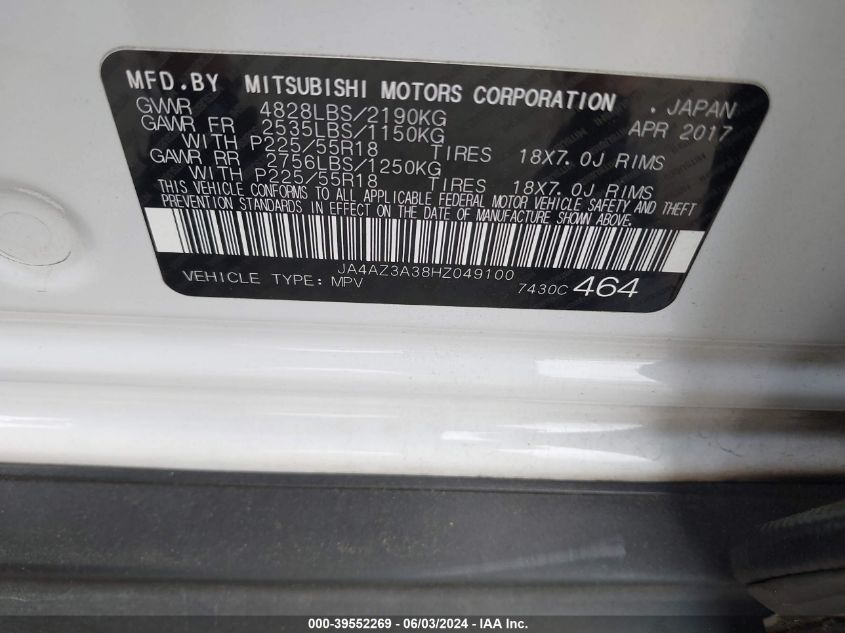 MFD.BY MITSUBISHI MOTORS CORPORATION . JAPAN
GVWR 4828LBS/2190KG APR 2017
GAWR FR 2535LBS/1150KG
WITH P225/55R18 TIRES 18X7.0J RIMS
GAWR RR 2756LBS/1250KG
WITH P225/55R18 TIRES 18X7.0J RIMS
THIS VEHICLE CONFORMS TO ALL APPLICABLE FEDERAL MOTOR VEHICLE SAFETY AND THEFT
PREVENTION STANDARDS IN EFFECT ON THE DATE OF MANUFACTURE SHOWN ABOVE.
JA4AZ3A38HZ049100
VEHICLE TYPE: MPV 7430C 464
000-39552269 - 06/03/2024 - IAA Inc.